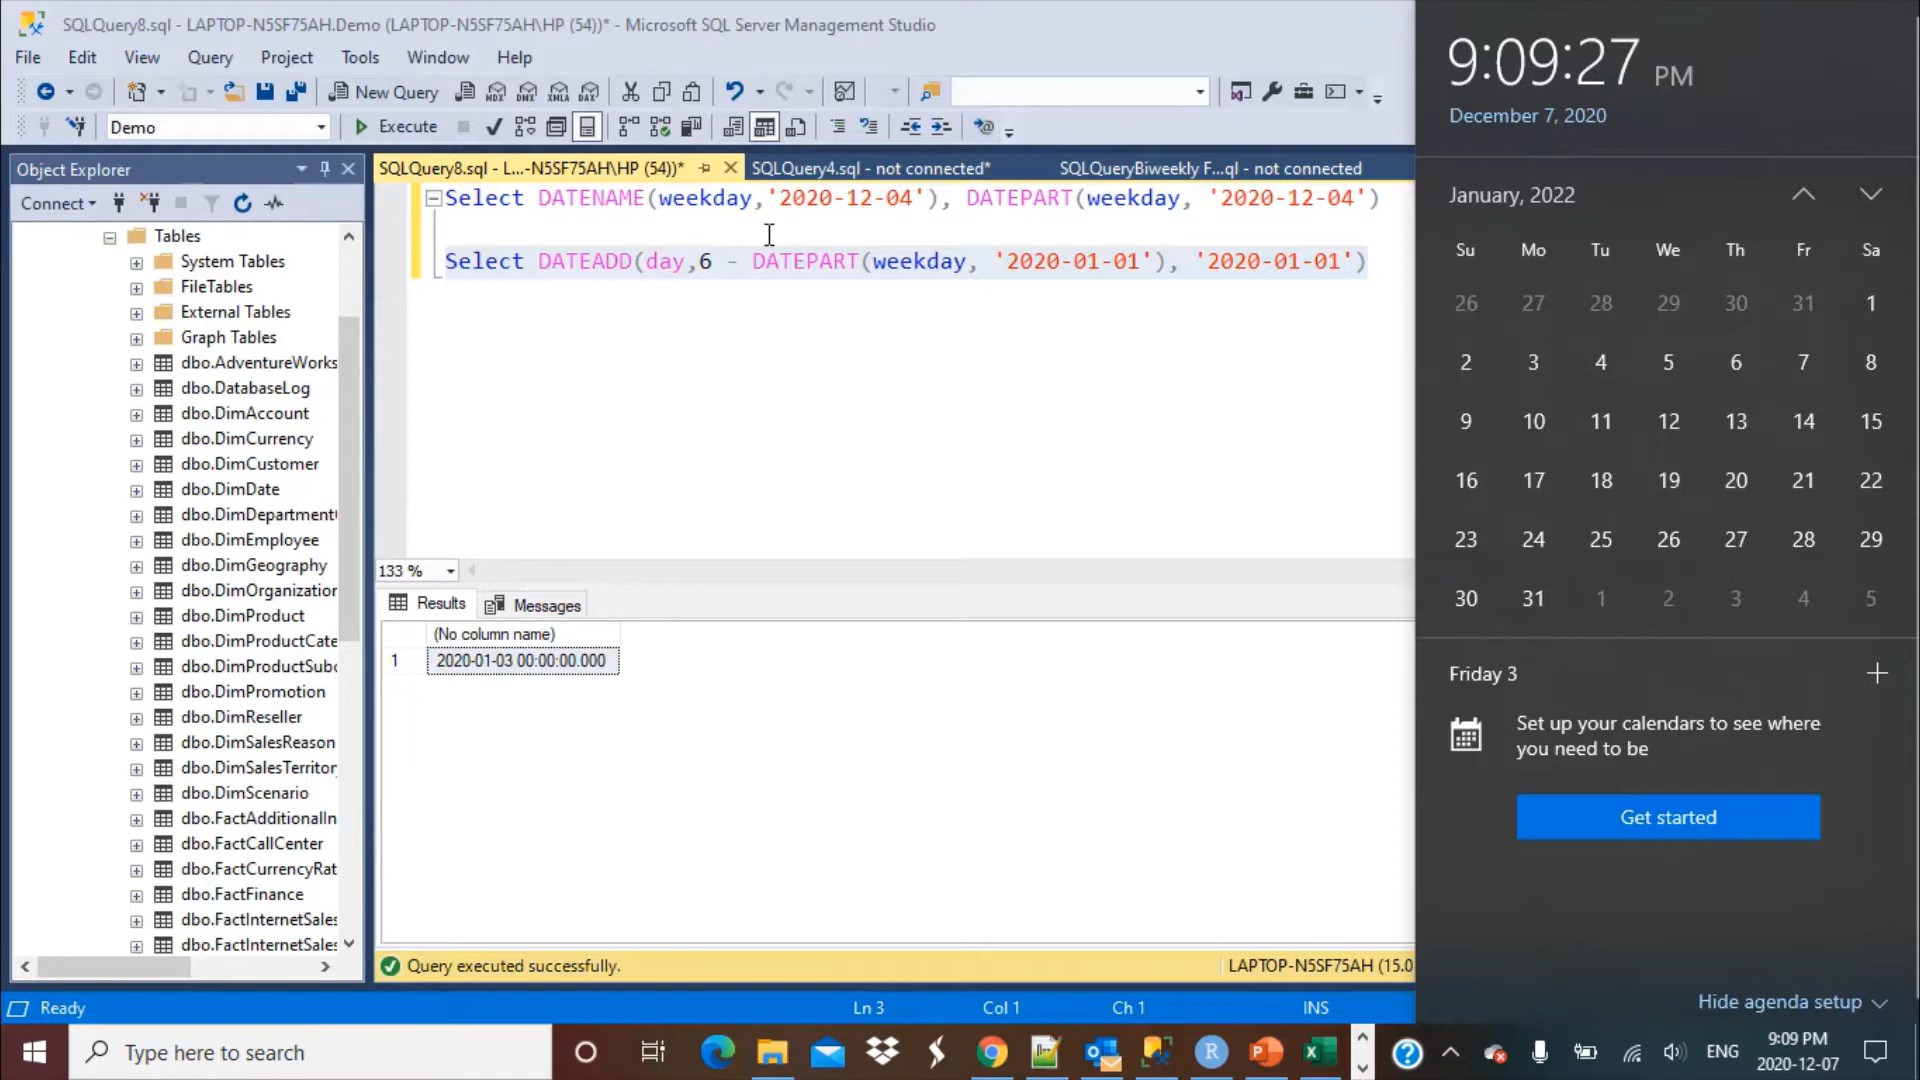 SQLQuery8.sql - LAPTOP-N5SF75AH.Demo (LAPTOP-N5SF75AH\HP (54))* - Microsoft SQL Server Management Studio
File Edit View Query Project Tools Window Help
New Query
Demo Execute
Object Explorer
Connect
Tables
System Tables
FileTables
External Tables
Graph Tables
dbo.AdventureWorks
dbo.DatabaseLog
dbo.DimAccount
dbo.DimCurrency
dbo.DimCustomer
dbo.DimDate
dbo.DimDepartment
dbo.DimEmployee
dbo.DimGeography
dbo.DimOrganization
dbo.DimProduct
dbo.DimProductCate
dbo.DimProductSub
dbo.DimPromotion
dbo.DimReseller
dbo.DimSalesReason
dbo.DimSalesTerritor
dbo.DimScenario
dbo.FactAdditionalIn
dbo.FactCallCenter
dbo.FactCurrencyRat
dbo.FactFinance
dbo.FactInternetSales
dbo.FactInternetSales
SQLQuery8.sql - L...-N5SF75AH\HP (54))* SQLQuery4.sql - not connected* SQLQueryBiweekly F...ql - not connected
Select DATENAME(weekday,'2020-12-04'), DATEPART(weekday, '2020-12-04')
Select DATEADD(day,6 - DATEPART(weekday, '2020-01-01'), '2020-01-01')
133 %
Results Messages
(No column name)
1 2020-01-03 00:00:00.000
Query executed successfully. LAPTOP-N5SF75AH (15.0
Ready Ln 3 Col 1 Ch 1 INS
9:09:27 PM
December 7, 2020
January, 2022
Su Mo Tu We Th Fr Sa
26 27 28 29 30 31 1
2 3 4 5 6 7 8
9 10 11 12 13 14 15
16 17 18 19 20 21 22
23 24 25 26 27 28 29
30 31 1 2 3 4 5
Friday 3
Set up your calendars to see where
you need to be
Get started
Hide agenda setup
Type here to search
ENG
9:09 PM
2020-12-07